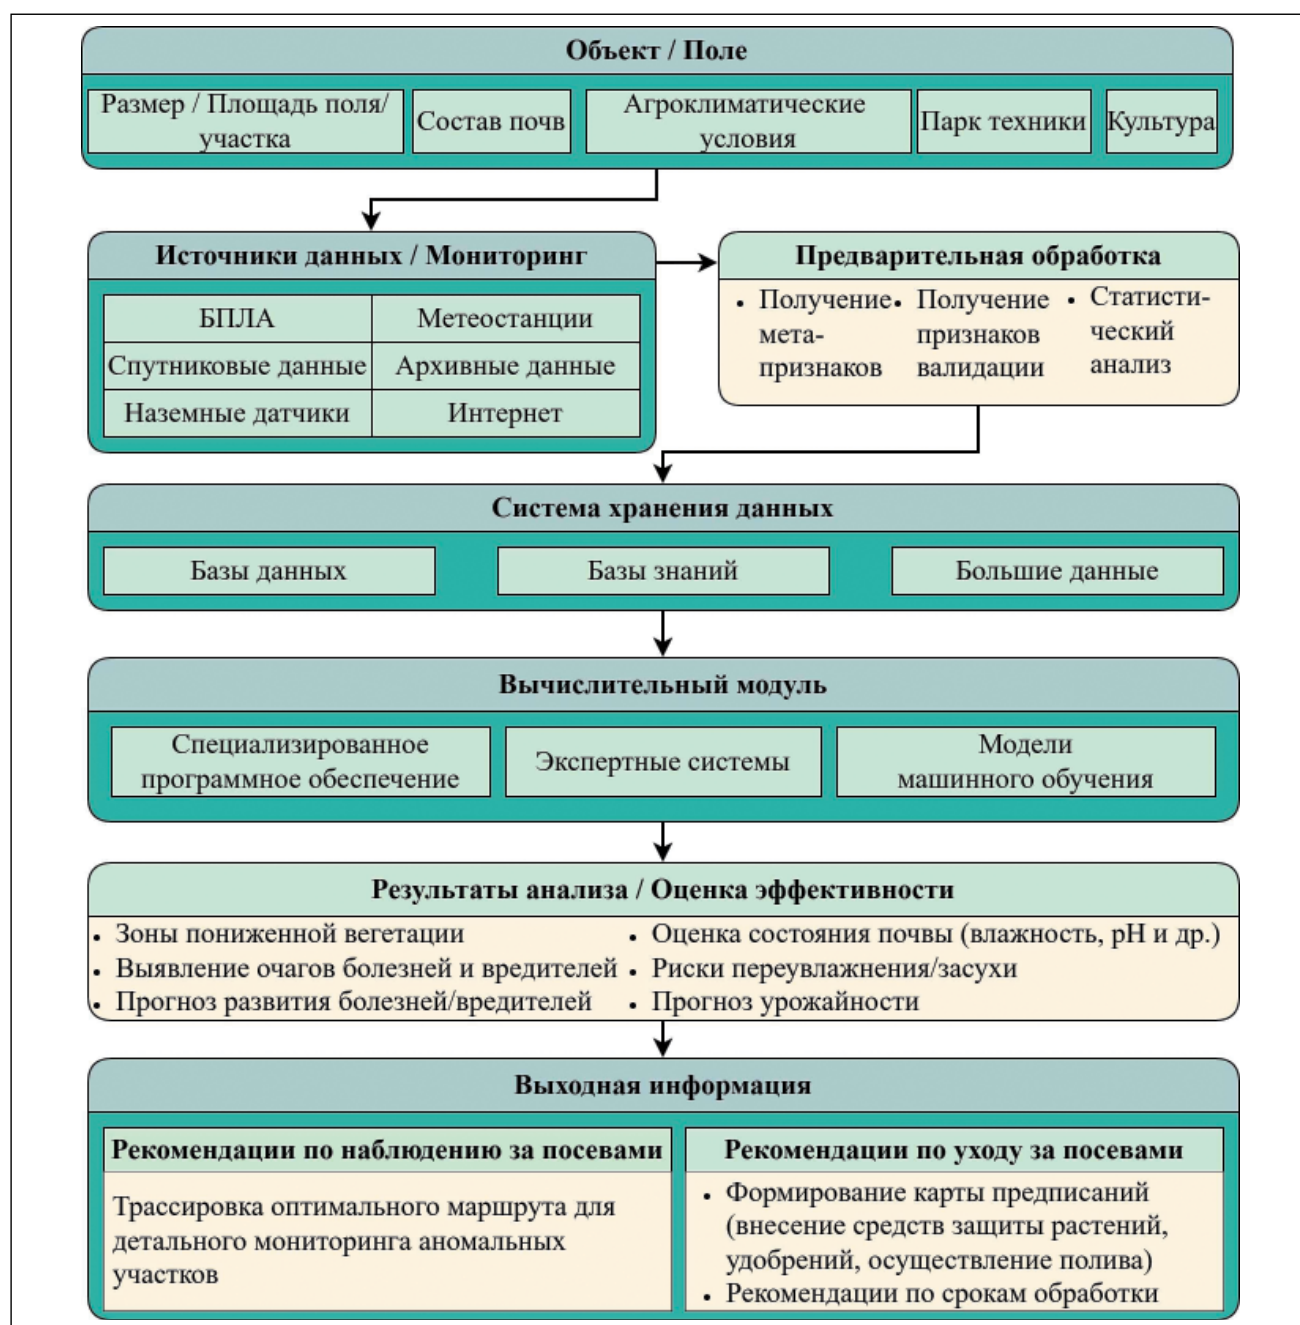 Объект / Поле
Размер / Площадь поля/
участка
Состав почв
Агроклиматические
условия
Парк техники
Культура
Источники данных / Мониторинг
БПЛА
Метеостанции
Спутниковые данные
Архивные данные
Наземные датчики
Интернет
Предварительная обработка
• Получение
мета-
признаков
• Получение
признаков
валидации
• Статисти-
ческий
анализ
Система хранения данных
Базы данных
Базы знаний
Большие данные
Вычислительный модуль
Специализированное
программное обеспечение
Экспертные системы
Модели
машинного обучения
Результаты анализа / Оценка эффективности
• Зоны пониженной вегетации
• Выявление очагов болезней и вредителей
• Прогноз развития болезней/вредителей
• Оценка состояния почвы (влажность, pH и др.)
• Риски переувлажнения/засухи
• Прогноз урожайности
Выходная информация
Рекомендации по наблюдению за посевами
Трассировка оптимального маршрута для
детального мониторинга аномальных
участков
Рекомендации по уходу за посевами
• Формирование карты предписаний
(внесение средств защиты растений,
удобрений, осуществление полива)
• Рекомендации по срокам обработки